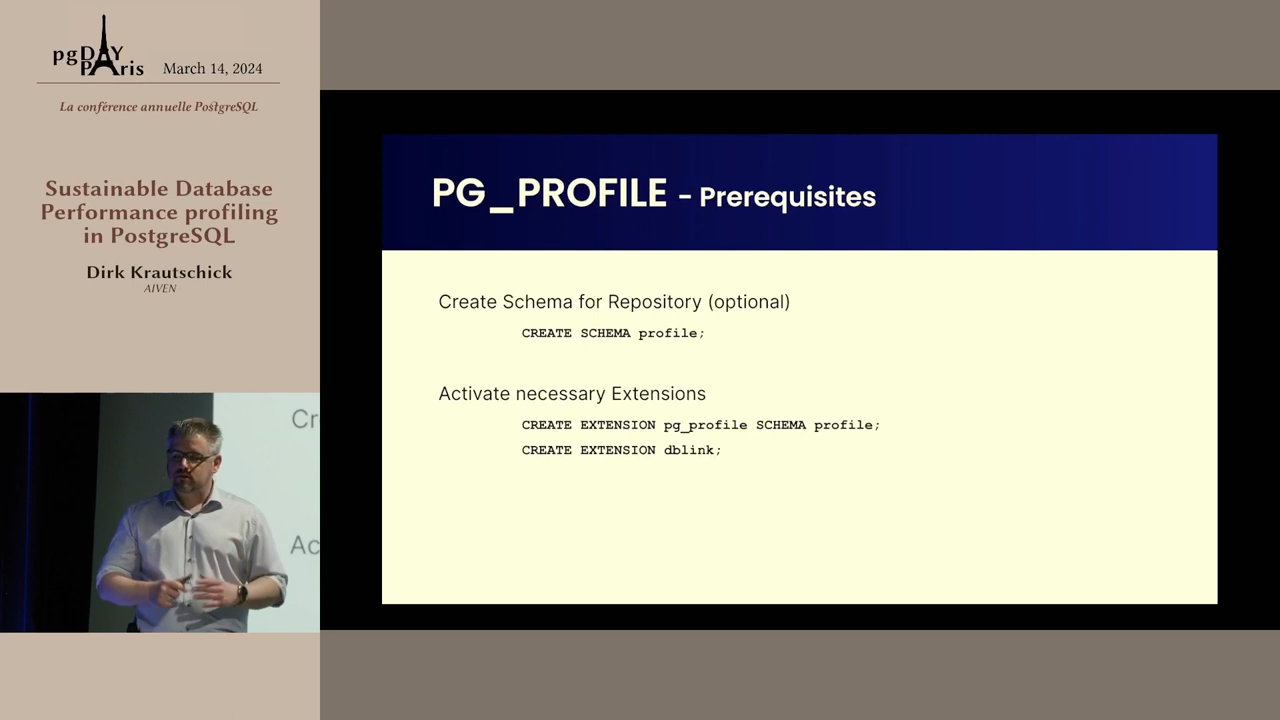 pgDAY
PAris
March 14, 2024
La conférence annuelle PostgreSQL
Sustainable Database
Performance profiling
in PostgreSQL
Dirk Krautschick
AIVEN
PG_PROFILE - Prerequisites
Create Schema for Repository (optional)
CREATE SCHEMA profile;
Activate necessary Extensions
CREATE EXTENSION pg_profile SCHEMA profile;
CREATE EXTENSION dblink;
Cr
Ac